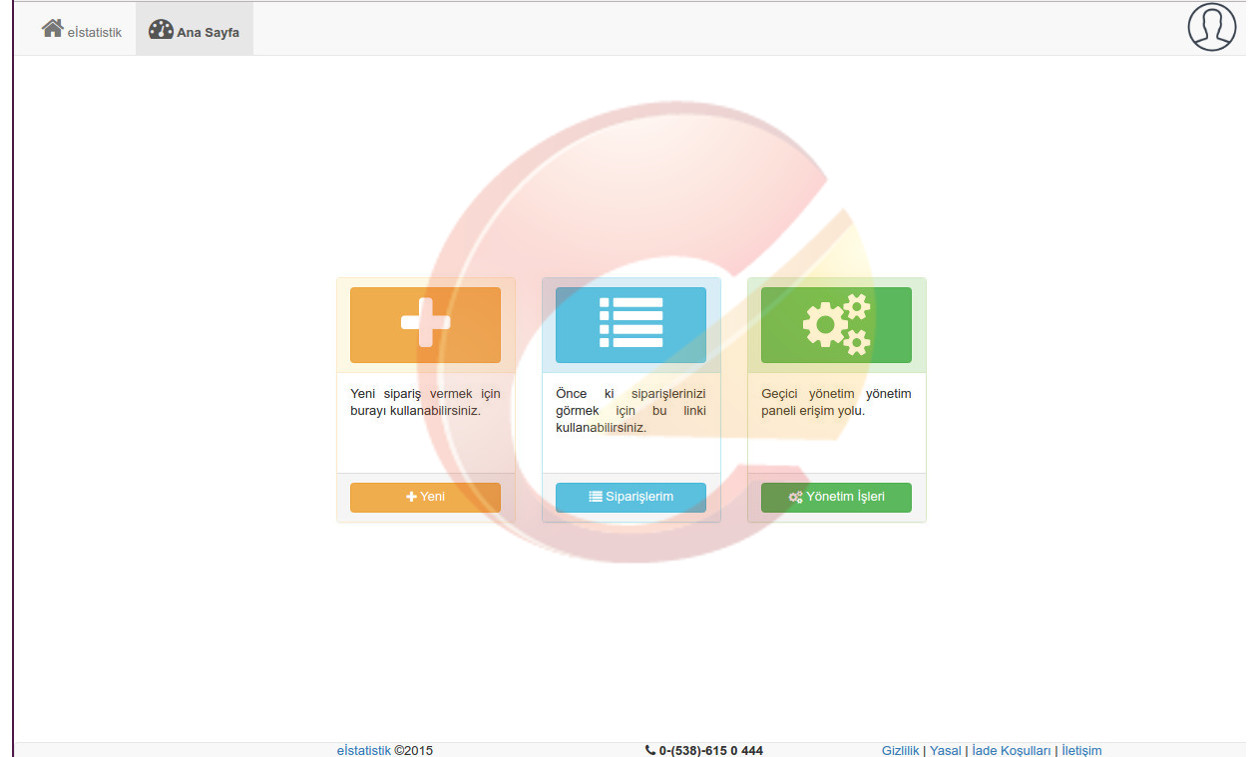 eİstatistik Ana Sayfa
Yeni sipariş vermek için
burayı kullanabilirsiniz.
Yeni
Önce ki siparişlerinizi
görmek için bu linki
kullanabilirsiniz.
Siparişlerim
Geçici yönetim yönetim
paneli erişim yolu.
Yönetim İşleri
eİstatistik ©2015 0-(538)-615 0 444 Gizlilik | Yasal | İade Koşulları | İletişim